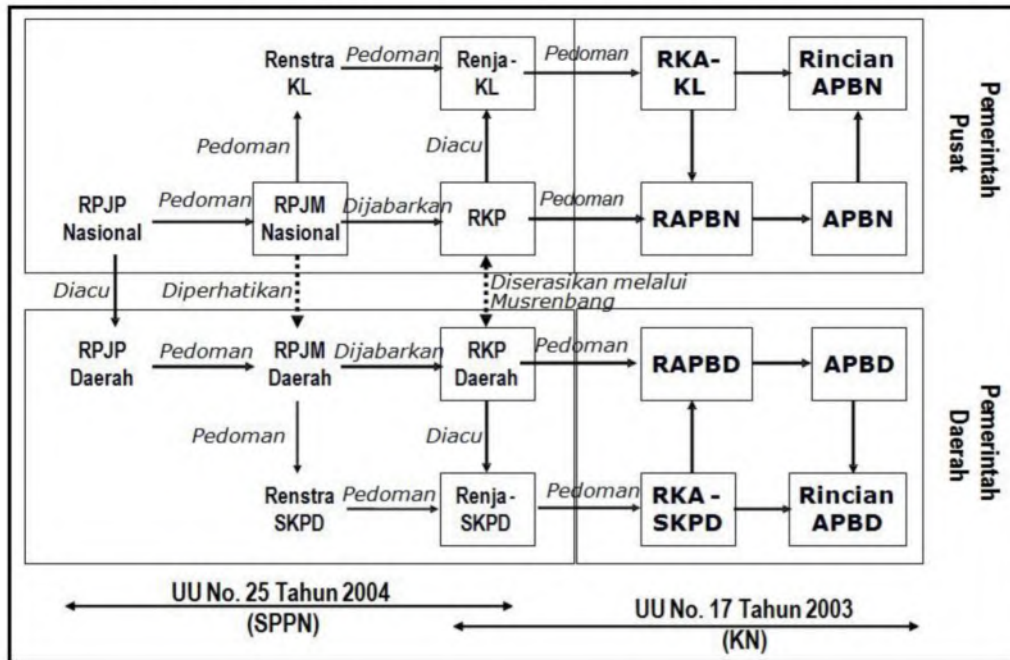 Renstra
KL
Pedoman
Renja-
KL
Pedoman
RKA-
KL
Rincian
APBN
Pemerintah
Pusat
Pedoman
Diacu
RPJP
Nasional
Pedoman
RPJM
Nasional
Dijabarkan
RKP
Pedoman
RAPBN
APBN
Diacu
Diperhatikan
Diserasikan melalui
Musrenbang
RPJP
Daerah
Pedoman
RPJM
Daerah
Dijabarkan
RKP
Daerah
Pedoman
RAPBD
APBD
Pemerintah
Daerah
Pedoman
Diacu
Renstra
SKPD
Pedoman
Renja-
SKPD
Pedoman
RKA -
SKPD
Rincian
APBD
UU No. 25 Tahun 2004
(SPPN)
UU No. 17 Tahun 2003
(KN)